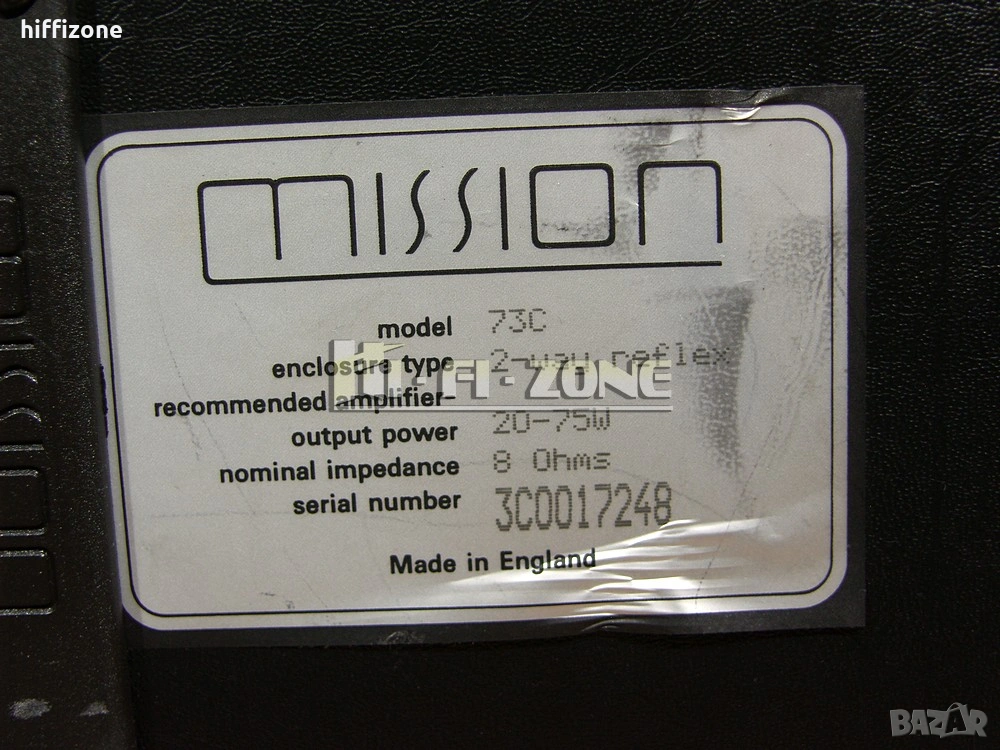 hiffizone
mission
model 73C
enclosure type 2-way reflex
Hi-Fi-ZONE
recommended amplifier-
output power 20-75W
nominal impedance 8 Ohms
serial number 3C0017248
Made in England
BAZAR